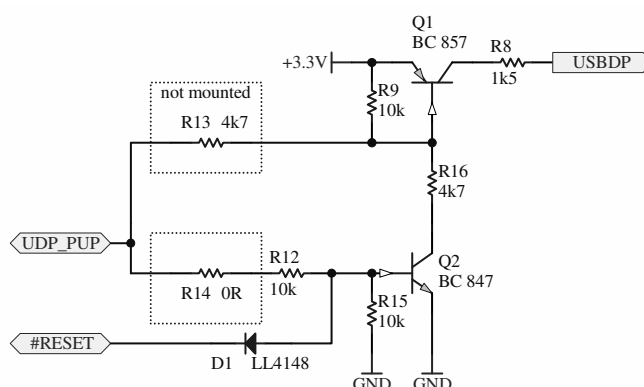 Q1
BC 857
R8
USBDP
+3.3V
1k5
R9
10k
not mounted
R13 4k7
R16
4k7
UDP_PUP
Q2
BC 847
R12
R14 0R
10k
R15
10k
#RESET
D1 LL4148
GND
GND